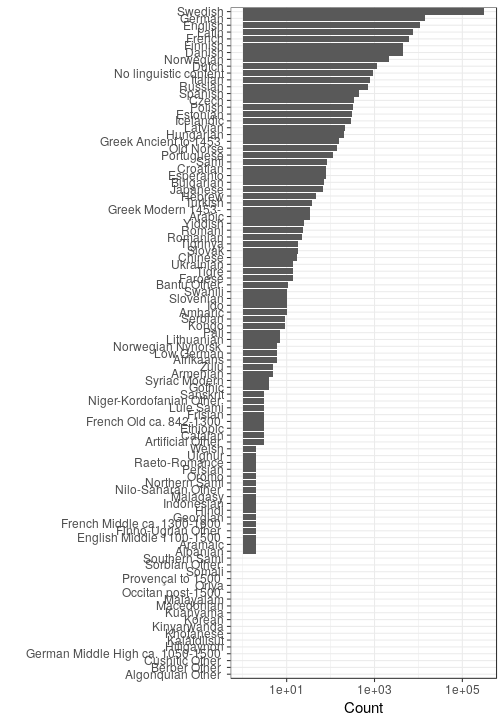 Swedish
German
English
Latin
French
Finnish
Danish
Norwegian
Dutch
No linguistic content
Italian
Russian
Spanish
Czech
Polish
Estonian
Icelandic
Latvian
Hungarian
Greek Ancient to 1453
Old Norse
Portuguese
Sami
Croatian
Esperanto
Bulgarian
Japanese
Hebrew
Turkish
Greek Modern 1453-
Arabic
Yiddish
Romani
Romanian
Tigrinya
Slovak
Chinese
Ukrainian
Tigre
Faroese
Bantu Other
Swahili
Slovenian
Ido
Amharic
Serbian
Kongo
Pali
Lithuanian
Norwegian Nynorsk
Low German
Afrikaans
Zulu
Armenian
Syriac Modern
Gothic
Sanskrit
Niger-Kordofanian Other
Lule Sami
Frisian
French Old ca. 842-1300
Ethiopic
Catalan
Artificial Other
Welsh
Uighur
Raeto-Romance
Persian
Oromo
Northern Sami
Nilo-Saharan Other
Malagasy
Indonesian
Hindi
Georgian
French Middle ca. 1300-1600
Finno-Ugrian Other
English Middle 1100-1500
Aramaic
Albanian
Southern Sami
Sorbian Other
Somali
Provençal to 1500
Oriya
Occitan post-1500
Malayalam
Macedonian
Kuanyama
Korean
Kinyarwanda
Khotanese
Kalatdlisut
Hiligaynon
German Middle High ca. 1050-1500
Cushitic Other
Berber Other
Algonquian Other
1e+01
1e+03
1e+05
Count